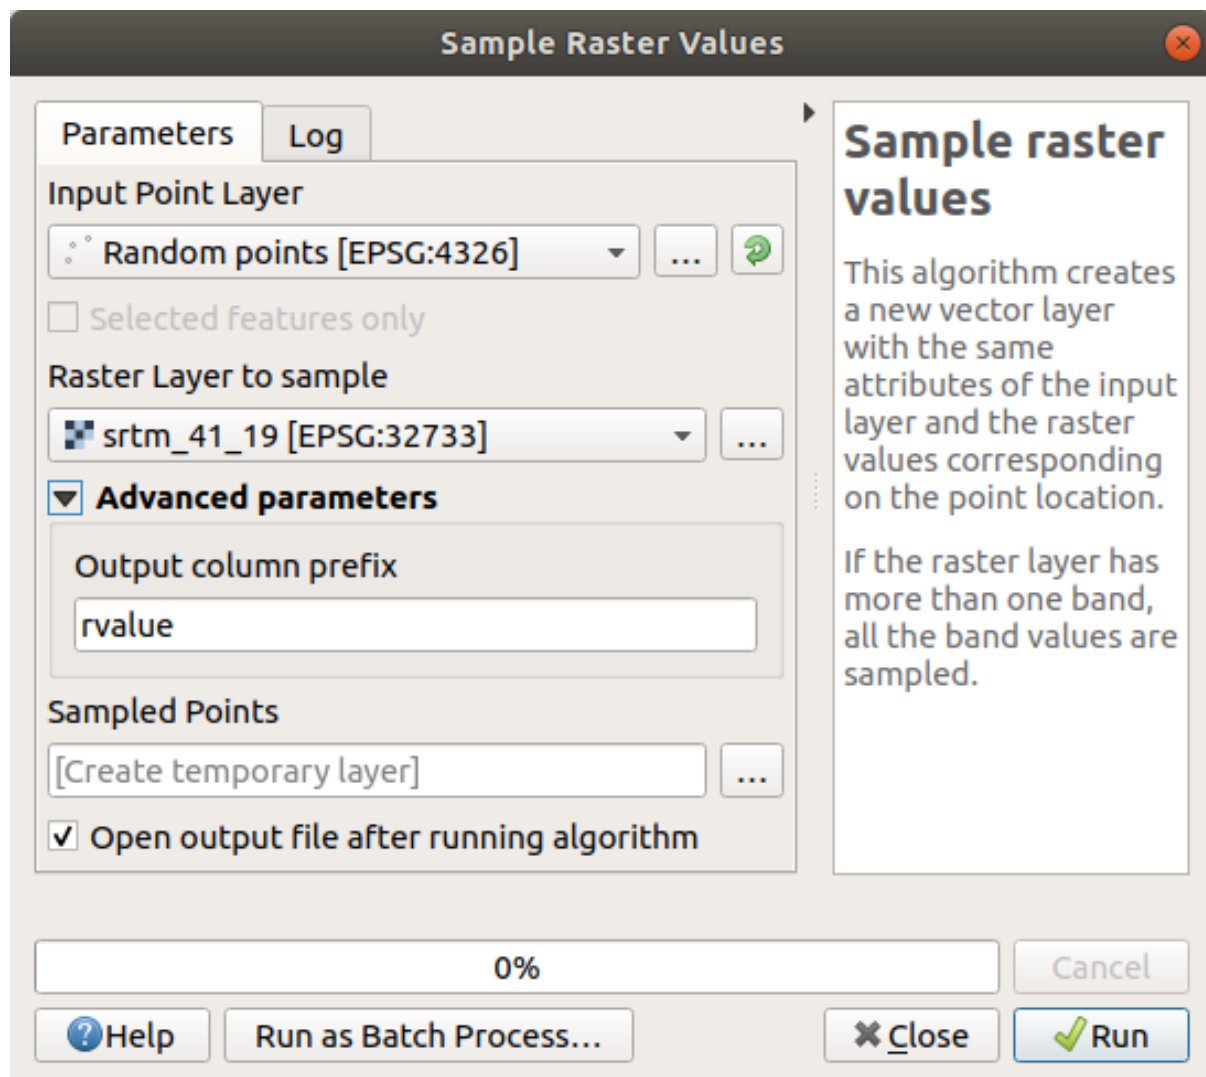 Sample Raster Values
Parameters
Log
Input Point Layer
Random points [EPSG:4326]
...
Selected features only
Raster Layer to sample
srtm_41_19 [EPSG:32733]
...
Advanced parameters
Output column prefix
rvalue
Sampled Points
[Create temporary layer]
...
Open output file after running algorithm
Sample raster
values
This algorithm creates
a new vector layer
with the same
attributes of the input
layer and the raster
values corresponding
on the point location.
If the raster layer has
more than one band,
all the band values are
sampled.
0%
Cancel
Help
Run as Batch Process...
Close
Run